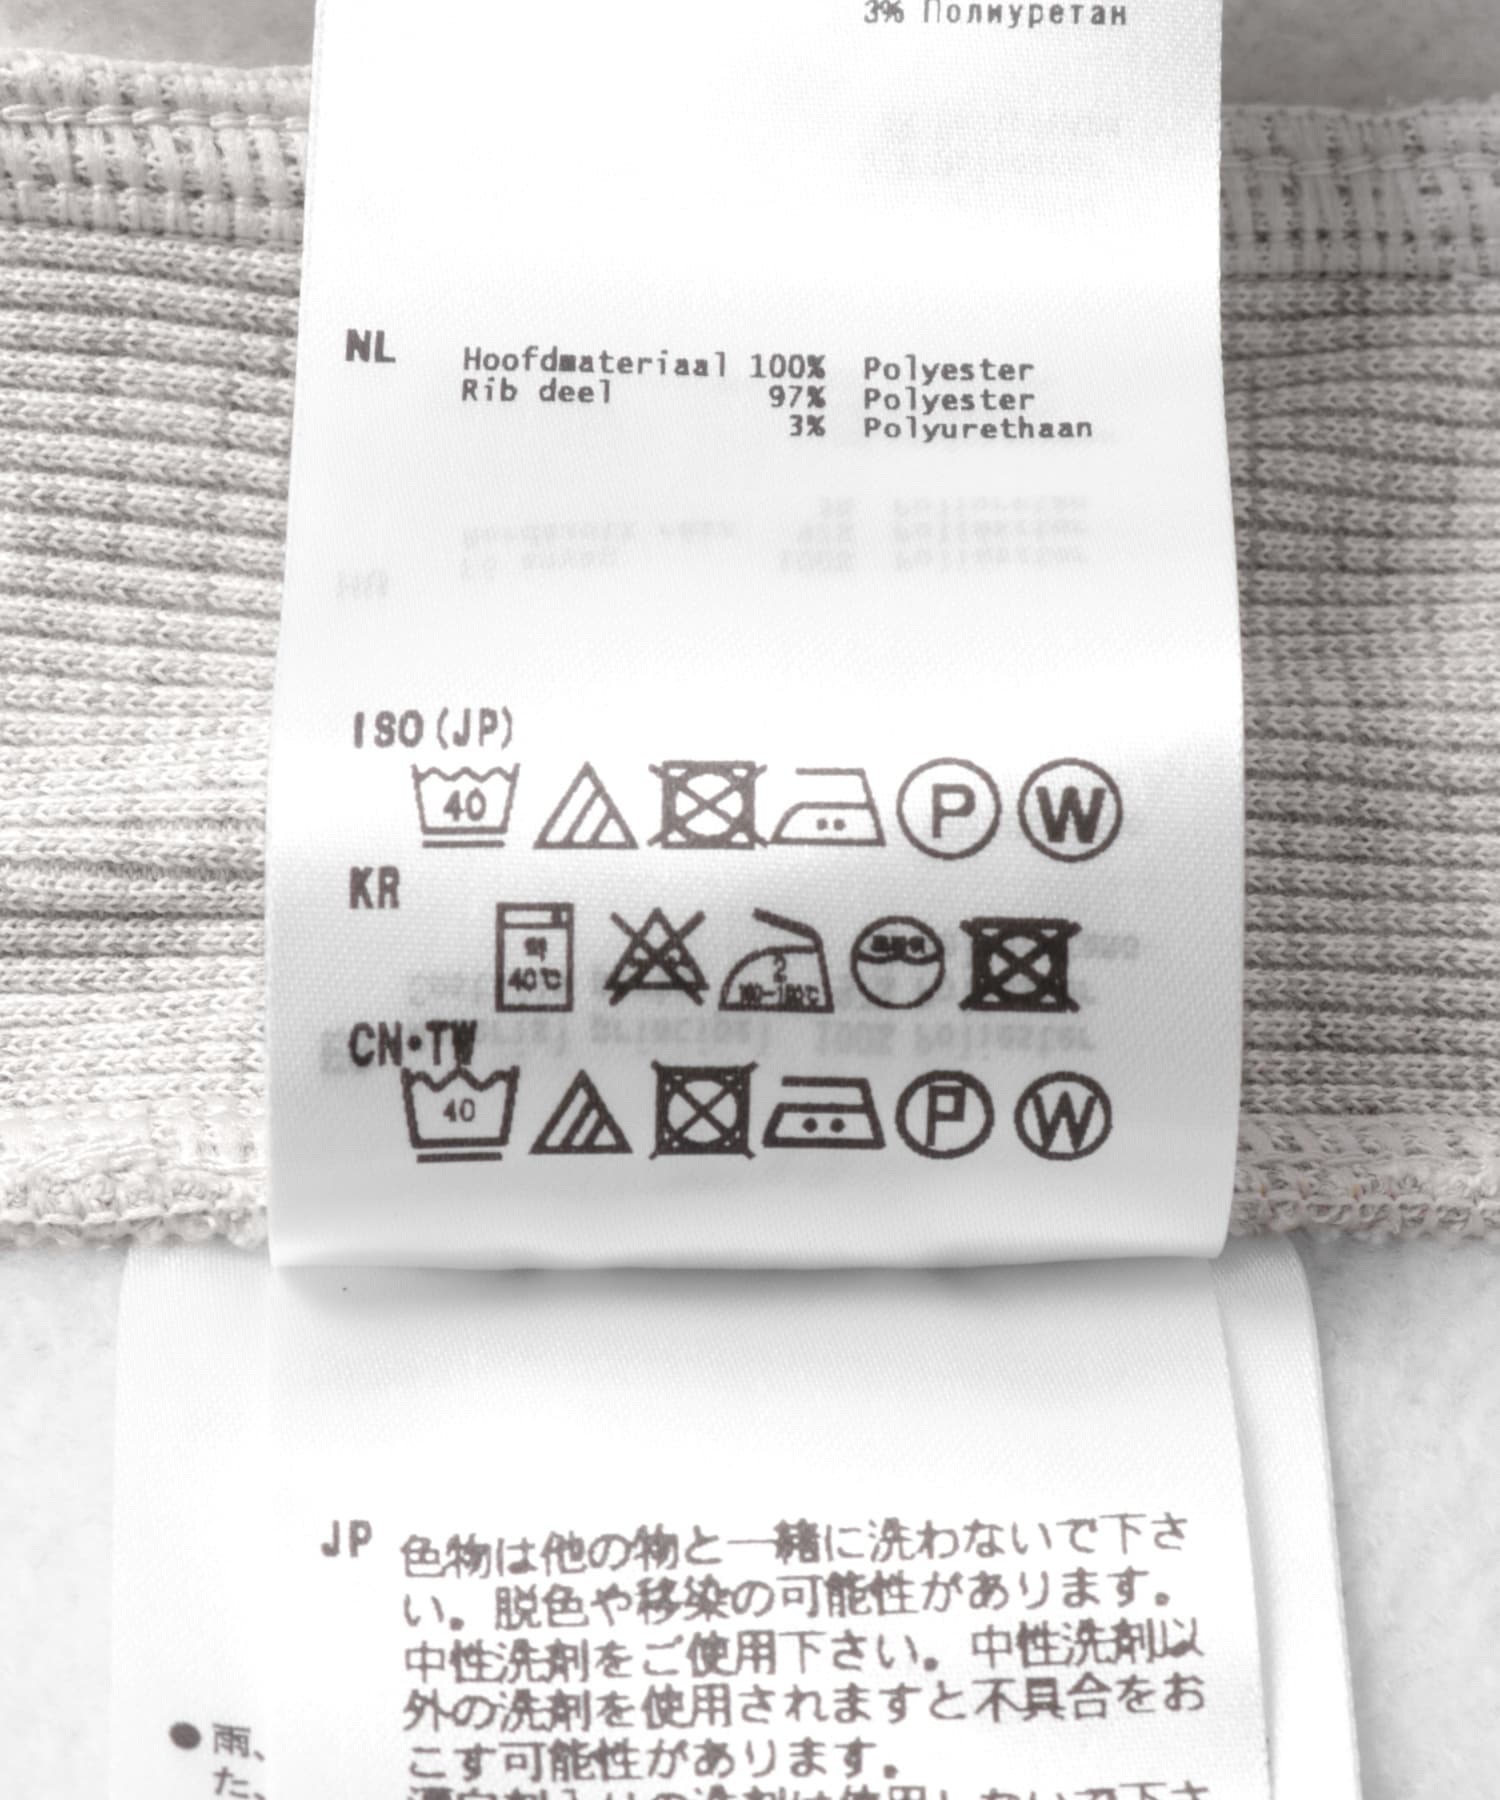 3% Полиуретан
NL
Hoofdmateriaal 100% Polyester
Rib deel 97% Polyester
3% Polyurethaan
ISO(JP)
40 P W
KR
약 40℃ 2
CN•TW
40 P W
JP 色物は他の物と一緒に洗わないで下さ
い。脱色や移染の可能性があります。
中性洗剤をご使用下さい。中性洗剤以
外の洗剤を使用されますと不具合をお
こす可能性があります。
●雨、
た、